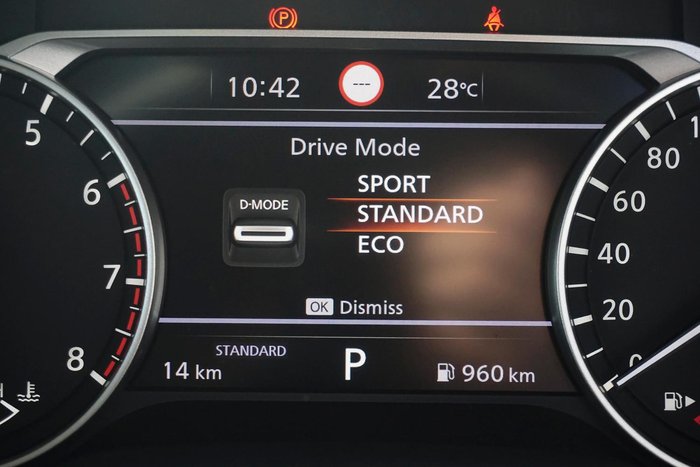 P
10:42
---
28°C
Drive Mode
D-MODE
SPORT
STANDARD
ECO
OK Dismiss
STANDARD
14 km
P
960 km
5
6
7
8
H
80
60
40
20
0